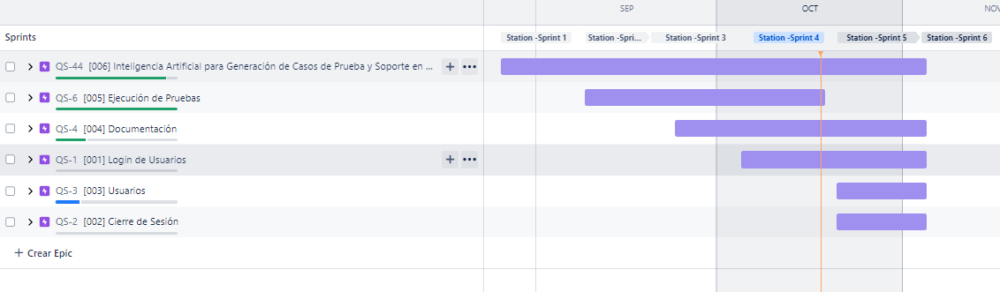 SEP OCT NOV
Sprints Station -Sprint 1 Station -Spri... Station -Sprint 3 Station -Sprint 4 Station -Sprint 5 Station -Sprint 6
QS-44 [006] Inteligencia Artificial para Generación de Casos de Prueba y Soporte en ...
QS-6 [005] Ejecución de Pruebas
QS-4 [004] Documentación
QS-1 [001] Login de Usuarios
QS-3 [003] Usuarios
QS-2 [002] Cierre de Sesión
+ Crear Epic